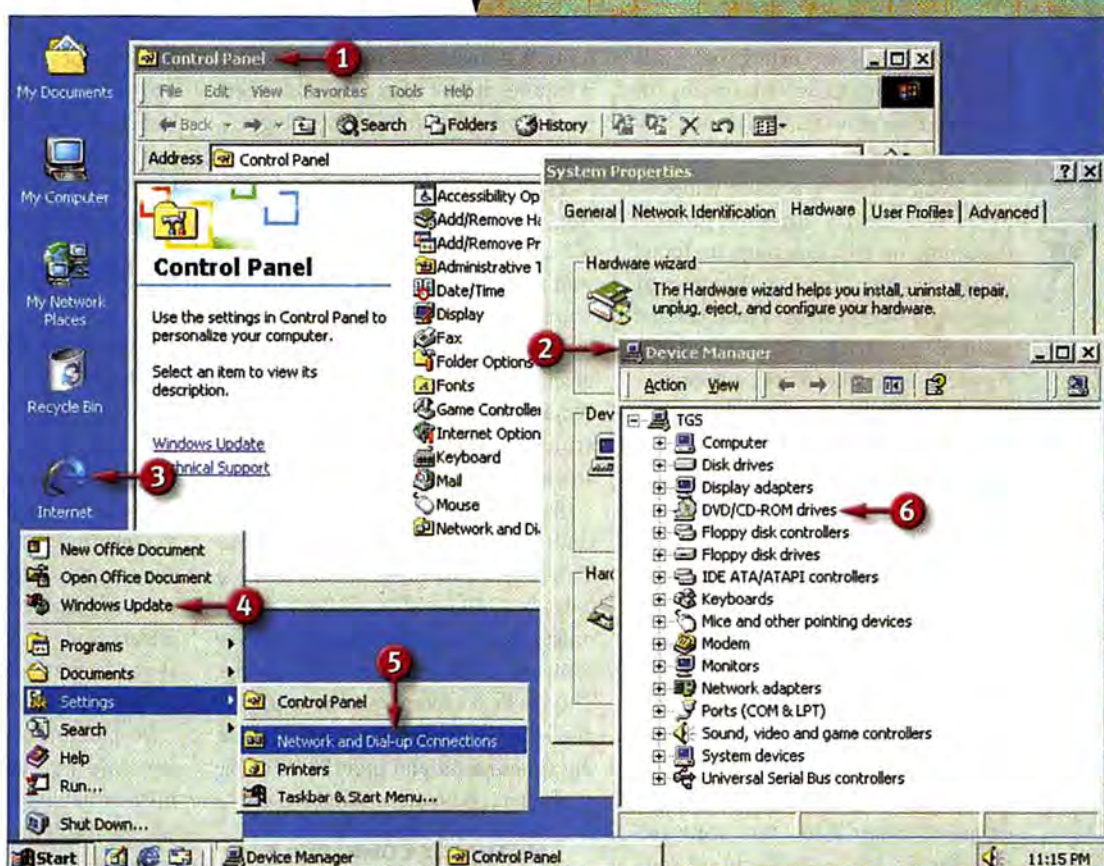 My Documents
My Computer
My Network
Places
Recycle Bin
Internet
Control Panel
1
File Edit View Favorites Tools Help
Back Search Folders History
Address Control Panel
Control Panel
Use the settings in Control Panel to
personalize your computer.
Select an item to view its
description.
Windows Update
Technical Support
Accessibility Op
Add/Remove Ha
Add/Remove Pr
Administrative T
Date/Time
Display
Fax
Folder Options
Fonts
Game Controller
Internet Option
Keyboard
Mail
Mouse
Network and Di
System Properties
General Network Identification Hardware User Profiles Advanced
Hardware wizard
The Hardware wizard helps you install, uninstall, repair,
unplug, eject, and configure your hardware.
Dev
Hard
2
Device Manager
Action View
TGS
Computer
Disk drives
Display adapters
DVD/CD-ROM drives
6
Floppy disk controllers
Floppy disk drives
IDE ATA/ATAPI controllers
Keyboards
Mice and other pointing devices
Modem
Monitors
Network adapters
Ports (COM & LPT)
Sound, video and game controllers
System devices
Universal Serial Bus controllers
3
New Office Document
Open Office Document
Windows Update
4
Programs
Documents
Settings
Search
Help
Run...
Shut Down...
5
Control Panel
Network and Dial-up Connections
Printers
Taskbar & Start Menu...
Start Device Manager Control Panel 11:15 PM